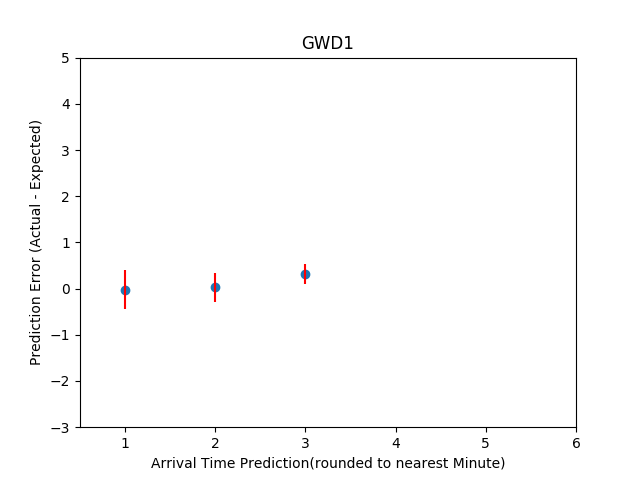 GWD1
5
4
3
2
1
0
−1
−2
−3
Prediction Error (Actual - Expected)
1 2 3 4 5 6
Arrival Time Prediction(rounded to nearest Minute)